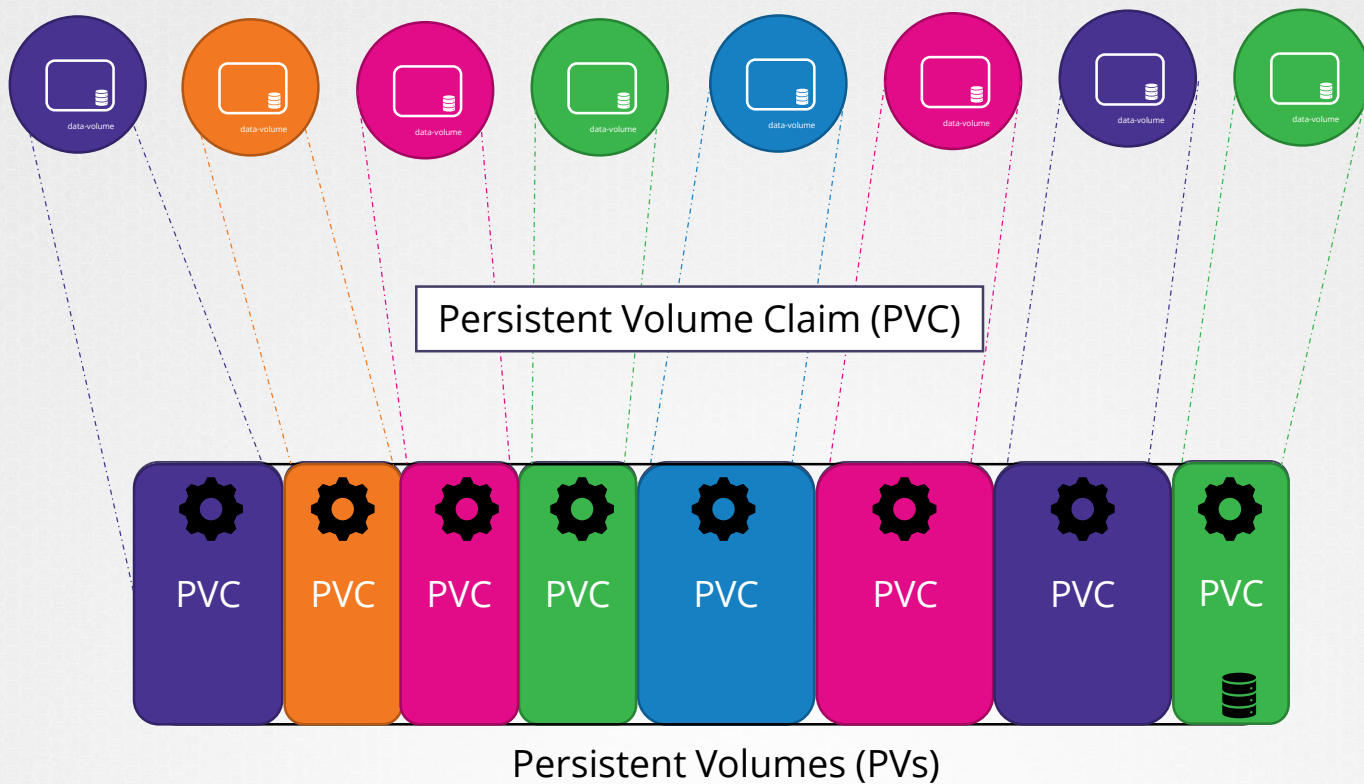 data-volume
data-volume
data-volume
data-volume
data-volume
data-volume
data-volume
data-volume
Persistent Volume Claim (PVC)
PVC
PVC
PVC
PVC
PVC
PVC
PVC
PVC
Persistent Volumes (PVs)